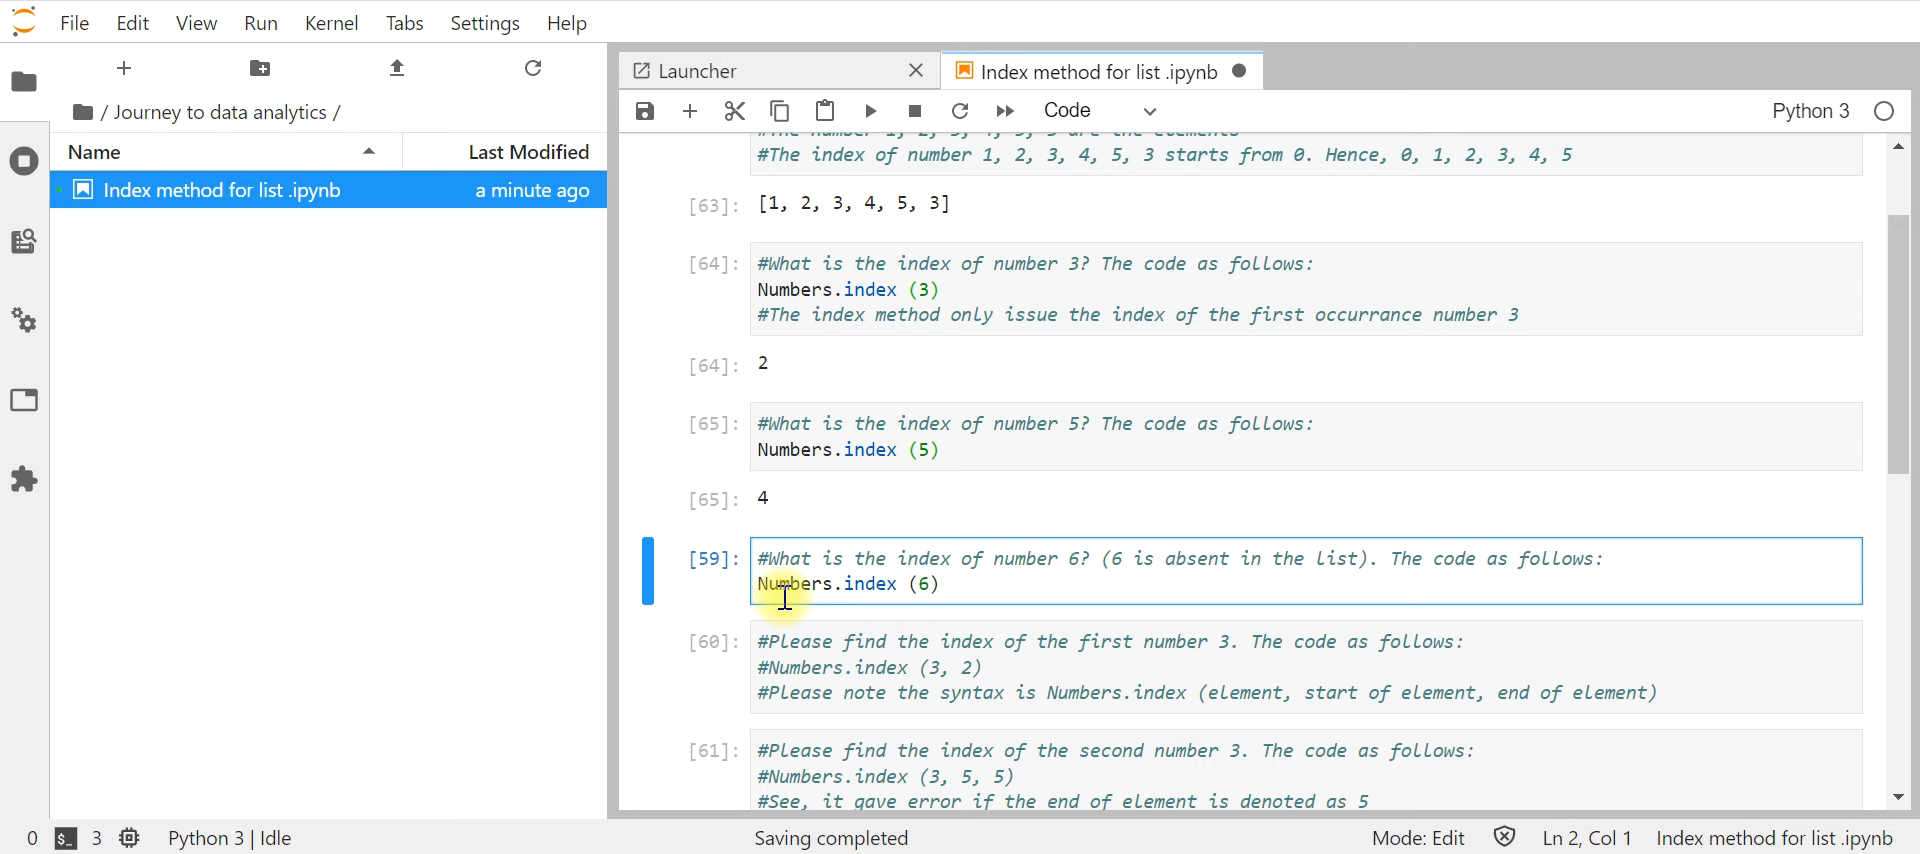 File Edit View Run Kernel Tabs Settings Help
Launcher
Index method for list .ipynb
/ Journey to data analytics /
Code
Python 3
Name
Last Modified
Index method for list .ipynb
a minute ago
#The index of number 1, 2, 3, 4, 5, 3 starts from 0. Hence, 0, 1, 2, 3, 4, 5
[63]: [1, 2, 3, 4, 5, 3]
[64]: #What is the index of number 3? The code as follows:
Numbers.index (3)
#The index method only issue the index of the first occurrance number 3
[64]: 2
[65]: #What is the index of number 5? The code as follows:
Numbers.index (5)
[65]: 4
[59]: #What is the index of number 6? (6 is absent in the list). The code as follows:
Numbers.index (6)
[60]: #Please find the index of the first number 3. The code as follows:
#Numbers.index (3, 2)
#Please note the syntax is Numbers.index (element, start of element, end of element)
[61]: #Please find the index of the second number 3. The code as follows:
#Numbers.index (3, 5, 5)
#See, it gave error if the end of element is denoted as 5
0 $_ 3 Python 3 | Idle
Saving completed
Mode: Edit
Ln 2, Col 1
Index method for list .ipynb